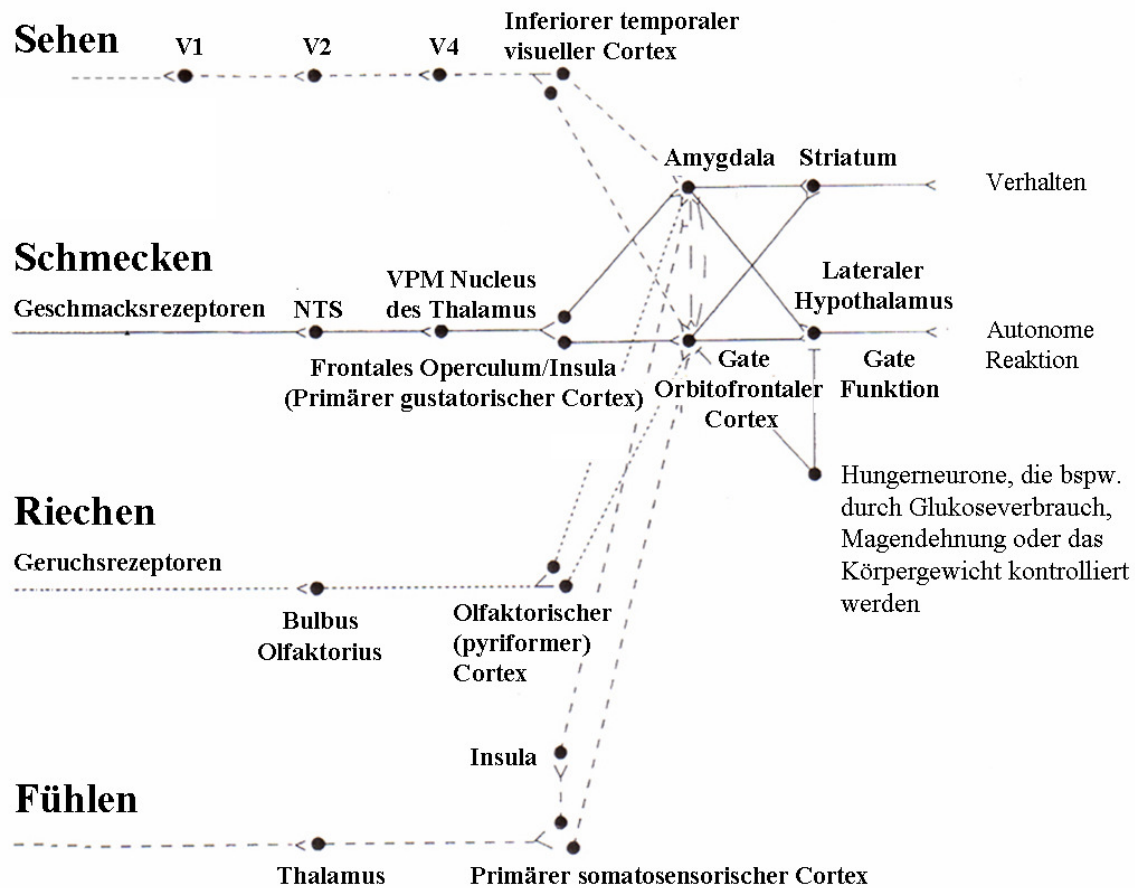 Sehen
V1
V2
V4
Inferiorer temporaler
visueller Cortex
Amygdala
Striatum
Verhalten
Schmecken
Geschmacksrezeptoren
NTS
VPM Nucleus
des Thalamus
Frontales Operculum/Insula
(Primärer gustatorischer Cortex)
Gate
Orbitofrontaler
Cortex
Lateraler
Hypothalamus
Gate
Funktion
Autonome
Reaktion
Hungerneurone, die bspw.
durch Glukoseverbrauch,
Magendehnung oder das
Körpergewicht kontrolliert
werden
Riechen
Geruchsrezeptoren
Bulbus
Olfaktorius
Olfaktorischer
(pyriformer)
Cortex
Insula
Fühlen
Thalamus
Primärer somatosensorischer Cortex